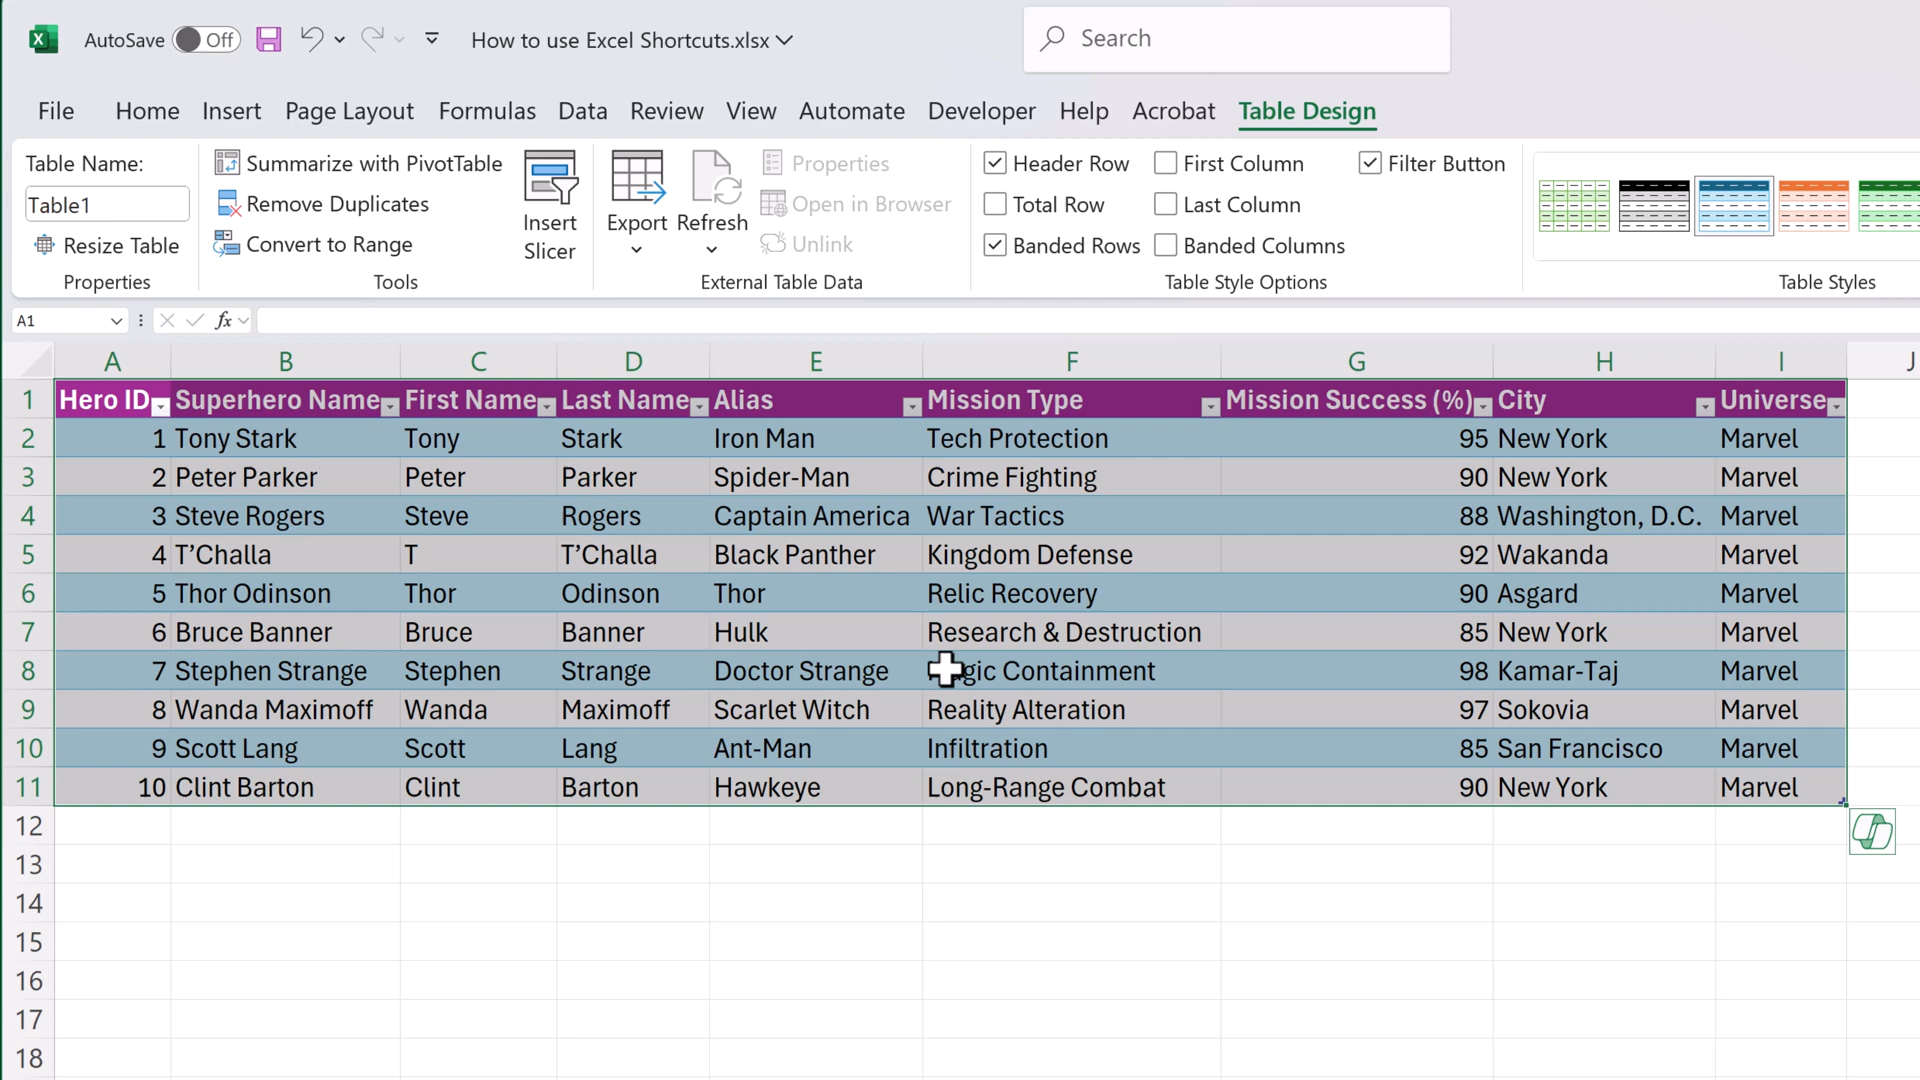 AutoSave Off How to use Excel Shortcuts.xlsx Search
File Home Insert Page Layout Formulas Data Review View Automate Developer Help Acrobat Table Design
Table Name:
Table1
Resize Table
Properties
Summarize with PivotTable
Remove Duplicates
Convert to Range
Insert
Slicer
Tools
Export
Refresh
Properties
Open in Browser
Unlink
External Table Data
Header Row First Column Filter Button
Total Row Last Column
Banded Rows Banded Columns
Table Style Options
Table Styles
A1 fx
A B C D E F G H I J
1 Hero ID Superhero Name First Name Last Name Alias Mission Type Mission Success (%) City Universe
2 1 Tony Stark Tony Stark Iron Man Tech Protection 95 New York Marvel
3 2 Peter Parker Peter Parker Spider-Man Crime Fighting 90 New York Marvel
4 3 Steve Rogers Steve Rogers Captain America War Tactics 88 Washington, D.C. Marvel
5 4 T’Challa T T’Challa Black Panther Kingdom Defense 92 Wakanda Marvel
6 5 Thor Odinson Thor Odinson Thor Relic Recovery 90 Asgard Marvel
7 6 Bruce Banner Bruce Banner Hulk Research & Destruction 85 New York Marvel
8 7 Stephen Strange Stephen Strange Doctor Strange Containment 98 Kamar-Taj Marvel
9 8 Wanda Maximoff Wanda Maximoff Scarlet Witch Reality Alteration 97 Sokovia Marvel
10 9 Scott Lang Scott Lang Ant-Man Infiltration 85 San Francisco Marvel
11 10 Clint Barton Clint Barton Hawkeye Long-Range Combat 90 New York Marvel
12
13
14
15
16
17
18